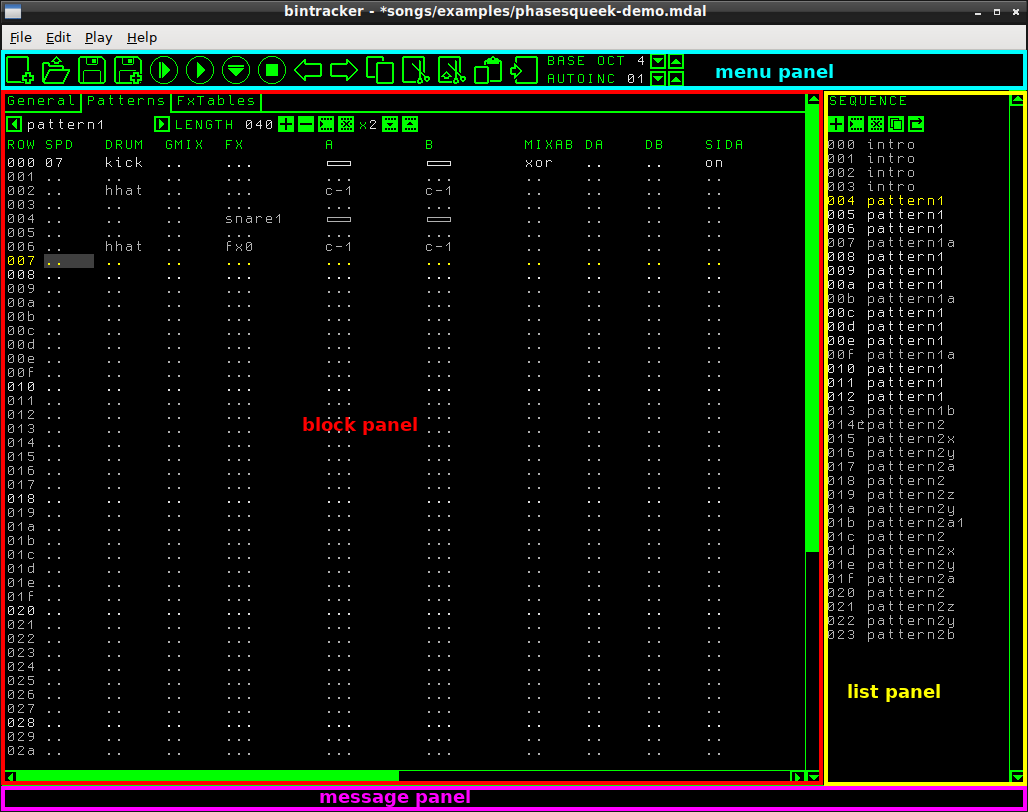 bintracker - *songs/examples/phasesqueek-demo.mdal
File Edit Play Help
BASE OCT 4
AUTOINC 01
menu panel
General Patterns FxTables
pattern1 LENGTH 040 x2
ROW SPD DRUM GMIX FX A B MIXAB DA DB SIDA
000 07 kick .. ... xor .. .. on
001 .. .. .. ... ... ... .. .. .. ..
002 .. hhat .. ... c-1 c-1 .. .. .. ..
003 .. .. .. ... ... ... .. .. .. ..
004 .. .. .. snare1 .. .. .. ..
005 .. .. .. ... ... ... .. .. .. ..
006 .. hhat .. fx0 c-1 c-1 .. .. .. ..
007 .. .. .. ... ... ... .. .. .. ..
008 .. .. .. ... ... ... .. .. .. ..
009 .. .. .. ... ... ... .. .. .. ..
00a .. .. .. ... ... ... .. .. .. ..
00b .. .. .. ... ... ... .. .. .. ..
00c .. .. .. ... ... ... .. .. .. ..
00d .. .. .. ... ... ... .. .. .. ..
00e .. .. .. ... ... ... .. .. .. ..
00f .. .. .. ... ... ... .. .. .. ..
010 .. .. .. ... ... ... .. .. .. ..
011 .. .. .. ... ... ... .. .. .. ..
012 .. .. .. ... ... ... .. .. .. ..
013 .. .. .. ... ... ... .. .. .. ..
block panel
014 .. .. .. ... ... ... .. .. .. ..
015 .. .. .. ... ... ... .. .. .. ..
016 .. .. .. ... ... ... .. .. .. ..
017 .. .. .. ... ... ... .. .. .. ..
018 .. .. .. ... ... ... .. .. .. ..
019 .. .. .. ... ... ... .. .. .. ..
01a .. .. .. ... ... ... .. .. .. ..
01b .. .. .. ... ... ... .. .. .. ..
01c .. .. .. ... ... ... .. .. .. ..
01d .. .. .. ... ... ... .. .. .. ..
01e .. .. .. ... ... ... .. .. .. ..
01f .. .. .. ... ... ... .. .. .. ..
020 .. .. .. ... ... ... .. .. .. ..
021 .. .. .. ... ... ... .. .. .. ..
022 .. .. .. ... ... ... .. .. .. ..
023 .. .. .. ... ... ... .. .. .. ..
024 .. .. .. ... ... ... .. .. .. ..
025 .. .. .. ... ... ... .. .. .. ..
026 .. .. .. ... ... ... .. .. .. ..
027 .. .. .. ... ... ... .. .. .. ..
028 .. .. .. ... ... ... .. .. .. ..
029 .. .. .. ... ... ... .. .. .. ..
02a .. .. .. ... ... ... .. .. .. ..
SEQUENCE
000 intro
001 intro
002 intro
003 intro
004 pattern1
005 pattern1
006 pattern1
007 pattern1a
008 pattern1
009 pattern1
00a pattern1
00b pattern1a
00c pattern1
00d pattern1
00e pattern1
00f pattern1a
010 pattern1
011 pattern1
012 pattern1
013 pattern1b
014 pattern2
015 pattern2x
016 pattern2y
017 pattern2a
018 pattern2
019 pattern2z
01a pattern2y
01b pattern2a1
01c pattern2
01d pattern2x
01e pattern2y
01f pattern2a
020 pattern2
021 pattern2z
022 pattern2y
023 pattern2b
list panel
message panel